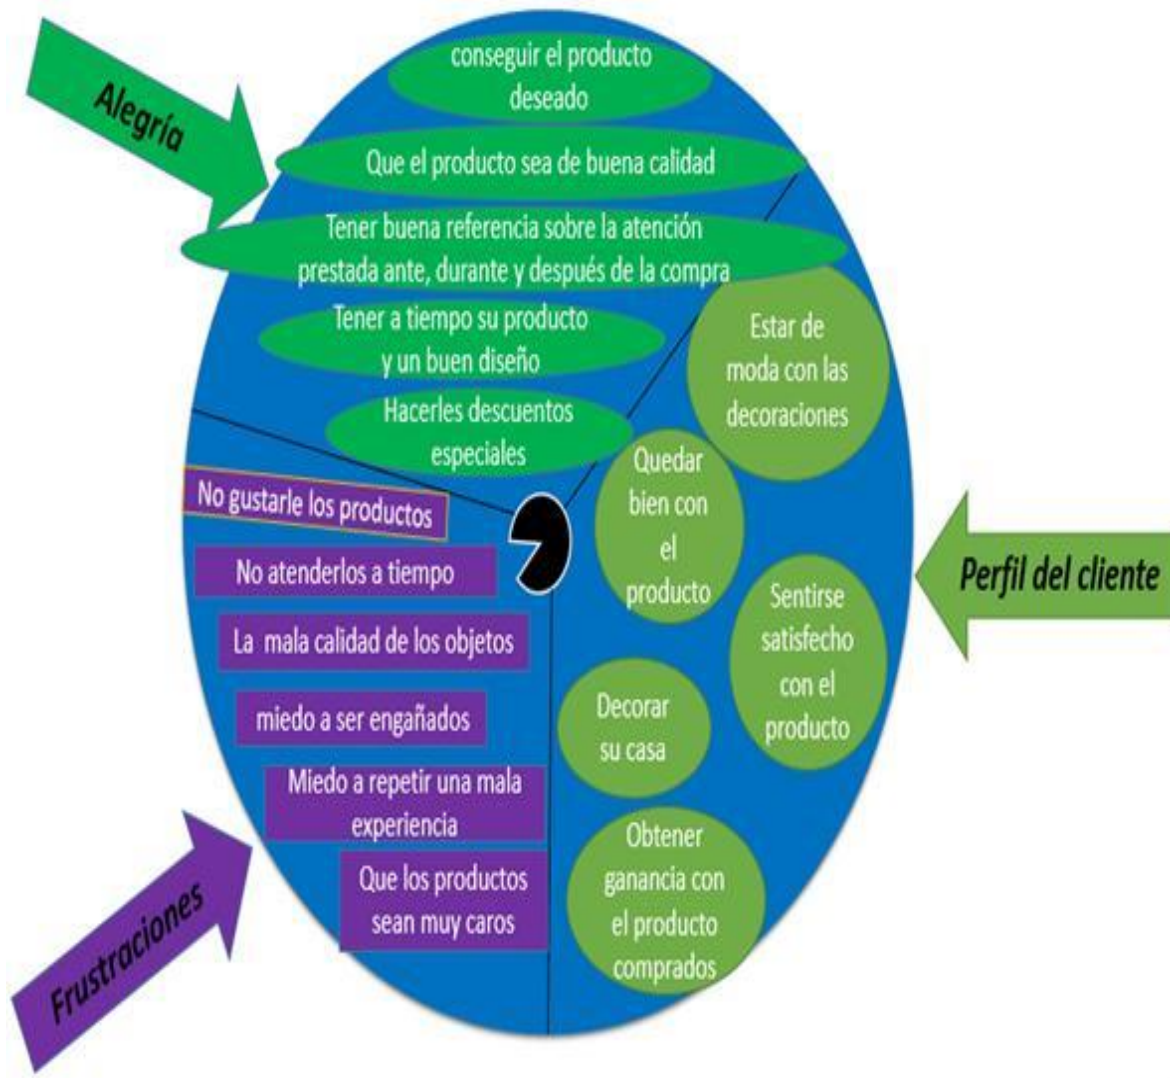 Alegría
conseguir el producto
deseado
Que el producto sea de buena calidad
Tener buena referencia sobre la atención
prestada ante, durante y después de la compra
Tener a tiempo su producto
y un buen diseño
Hacerles descuentos
especiales
Estar de
moda con las
decoraciones
Quedar
bien con
el
producto
Sentirse
satisfecho
con el
producto
Decorar
su casa
Obtener
ganancia con
el producto
comprados
Perfil del cliente
No gustarle los productos
No atenderlos a tiempo
La mala calidad de los objetos
miedo a ser engañados
Miedo a repetir una mala
experiencia
Que los productos
sean muy caros
Frustraciones